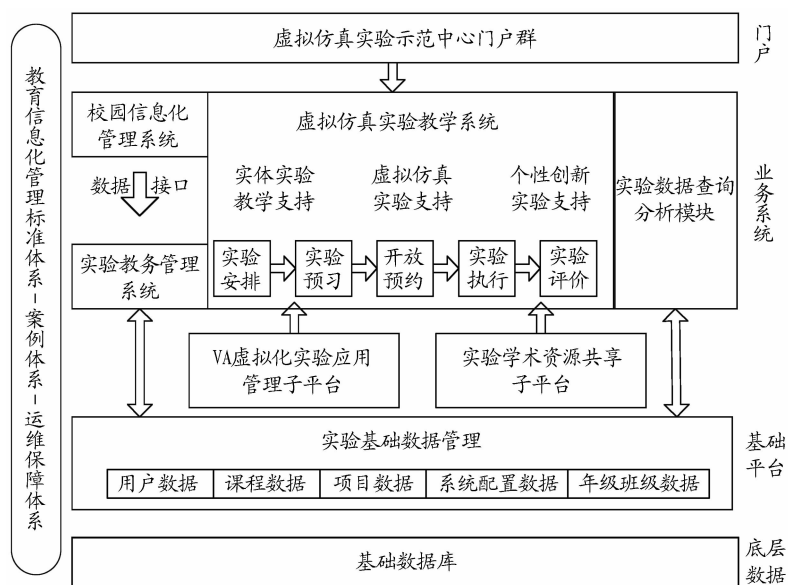 虚拟仿真实验示范中心门户群
门户
教育信息化管理标准体系-案例体系-运维保障体系
校园信息化
管理系统
数据
接口
实验教务管理
系统
虚拟仿真实验教学系统
实体实验
教学支持
虚拟仿真
实验支持
个性创新
实验支持
实验
安排
实验
预习
开放
预约
实验
执行
实验
评价
实验数据查询
分析模块
业务系统
VA虚拟化实验应用
管理子平台
实验学术资源共享
子平台
实验基础数据管理
用户数据
课程数据
项目数据
系统配置数据
年级班级数据
基础
平台
基础数据库
底层
数据